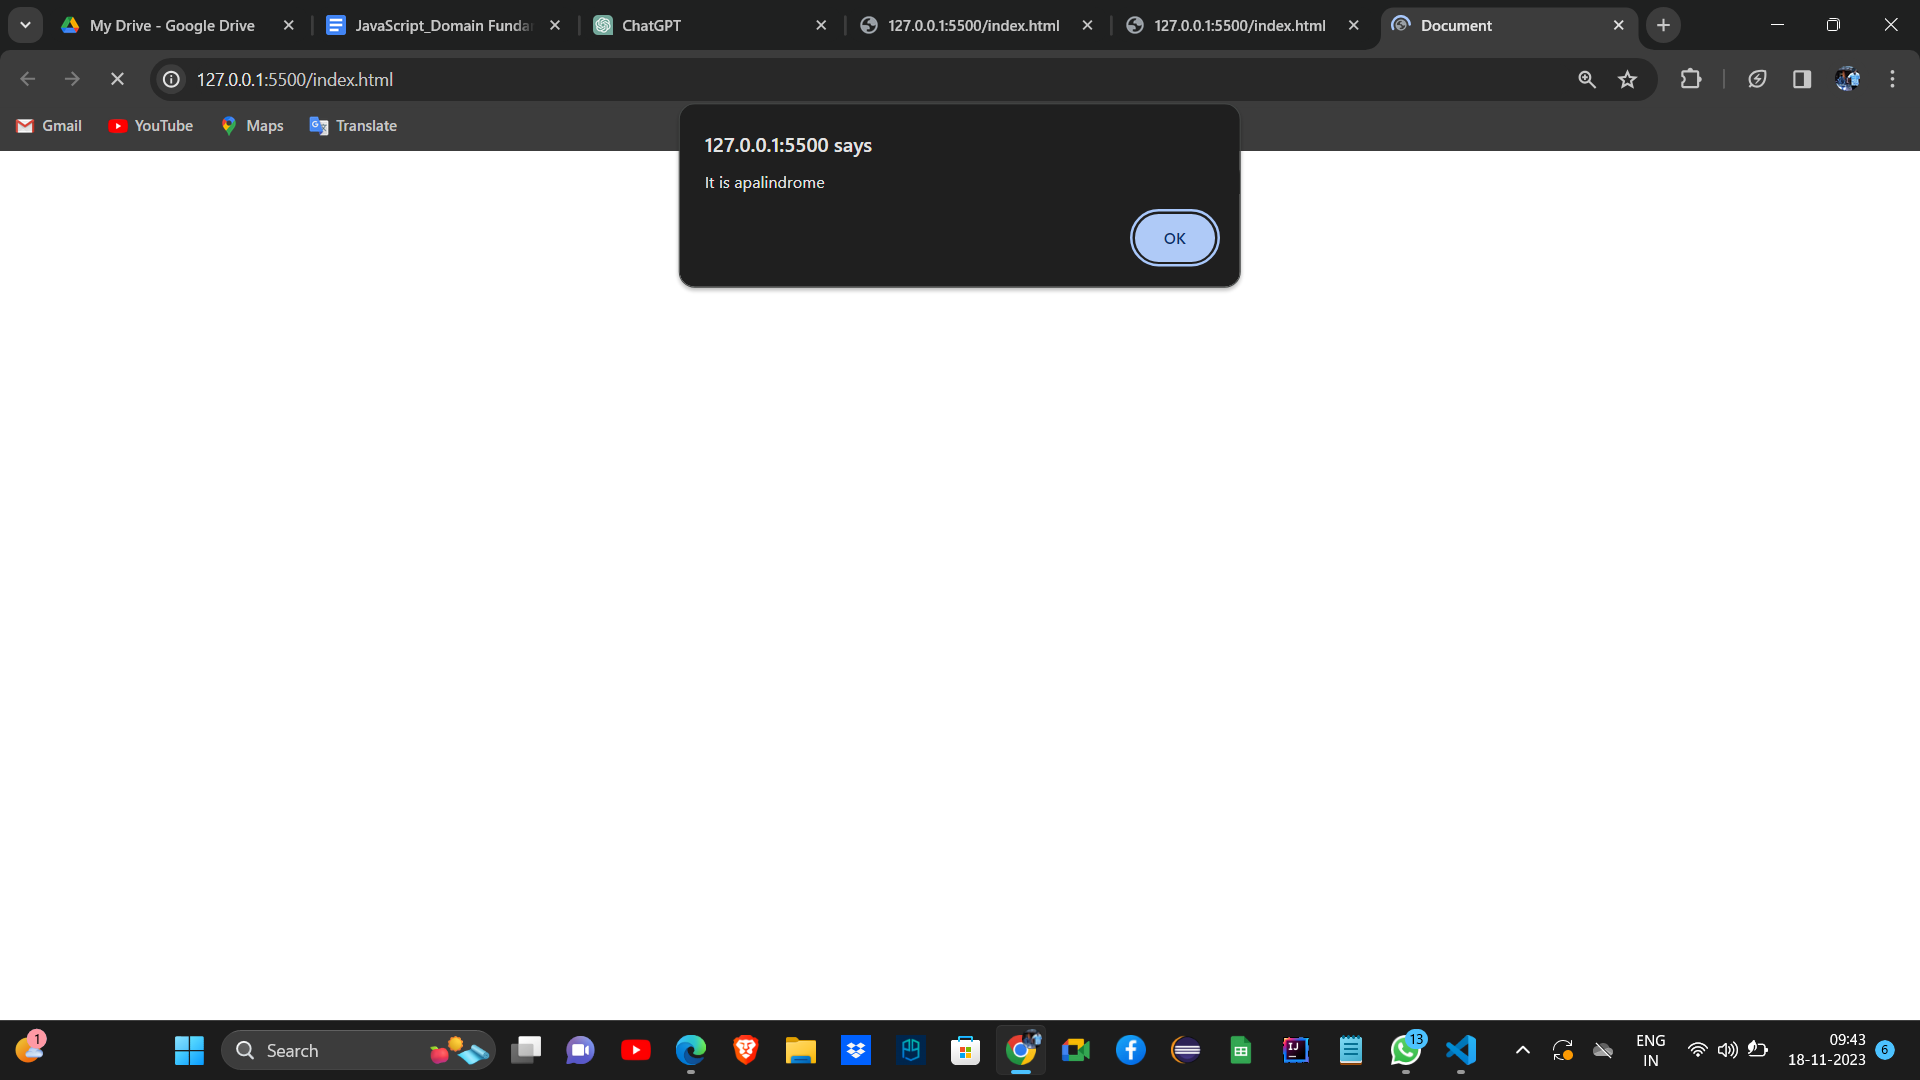 My Drive - Google Drive
JavaScript_Domain Funda
ChatGPT
127.0.0.1:5500/index.html
127.0.0.1:5500/index.html
Document
127.0.0.1:5500/index.html
Gmail
YouTube
Maps
Translate
127.0.0.1:5500 says
It is apalindrome
OK
1
Search
13
ENG
IN
09:43
18-11-2023
6